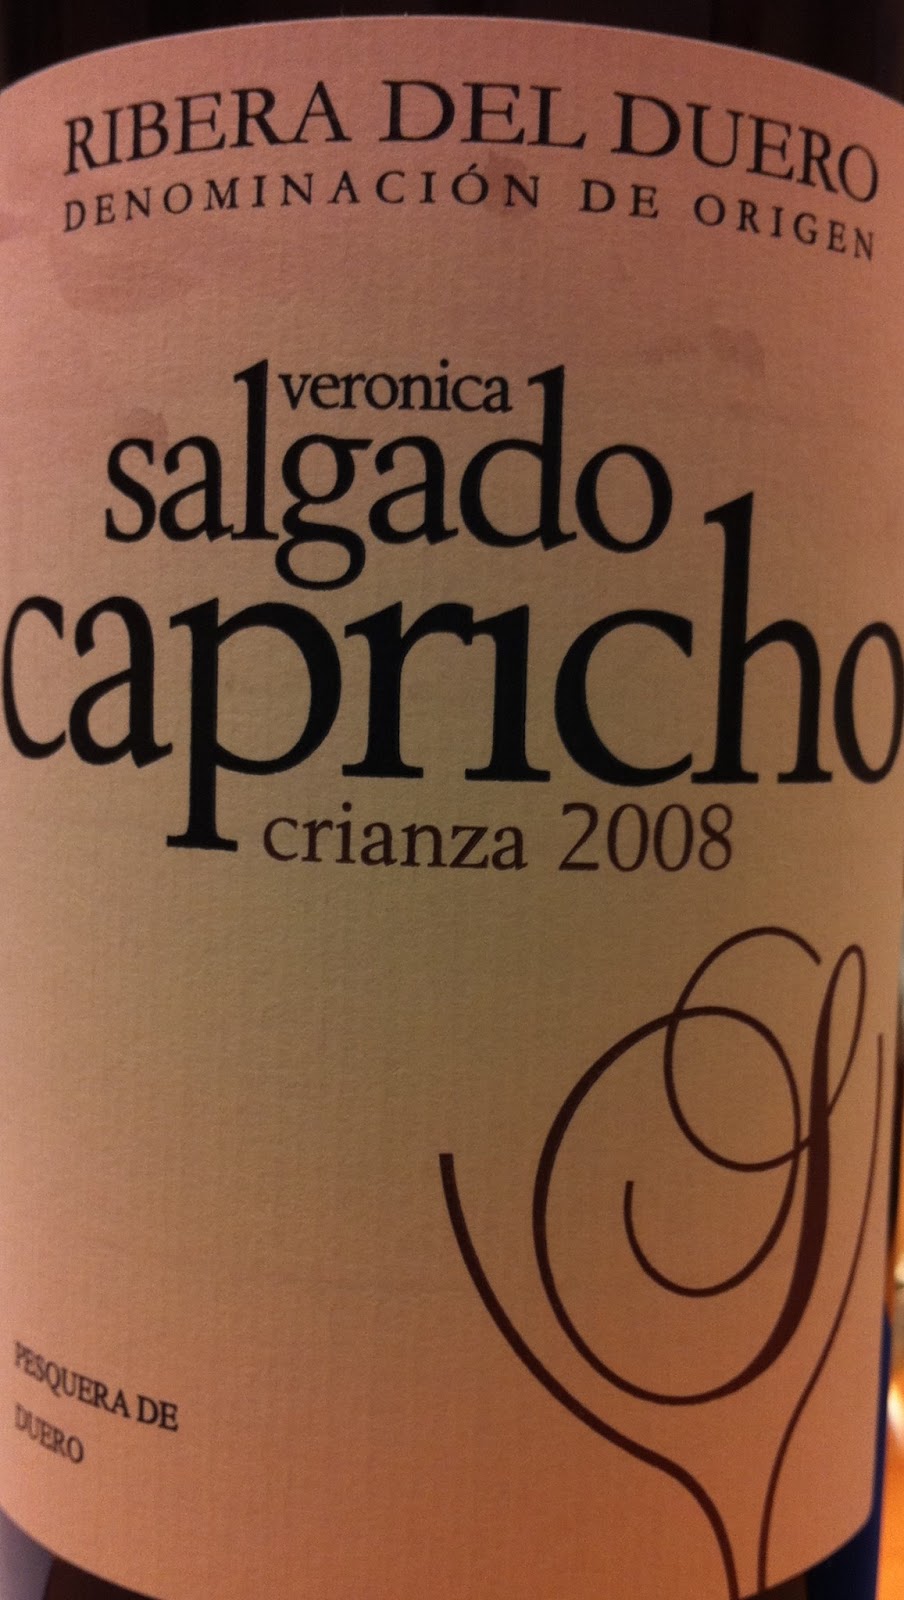 RIBERA DEL DUERO
DENOMINACIÓN DE ORIGEN
veronica
salgado
capricho
crianza 2008
PESQUERA DE
DUERO